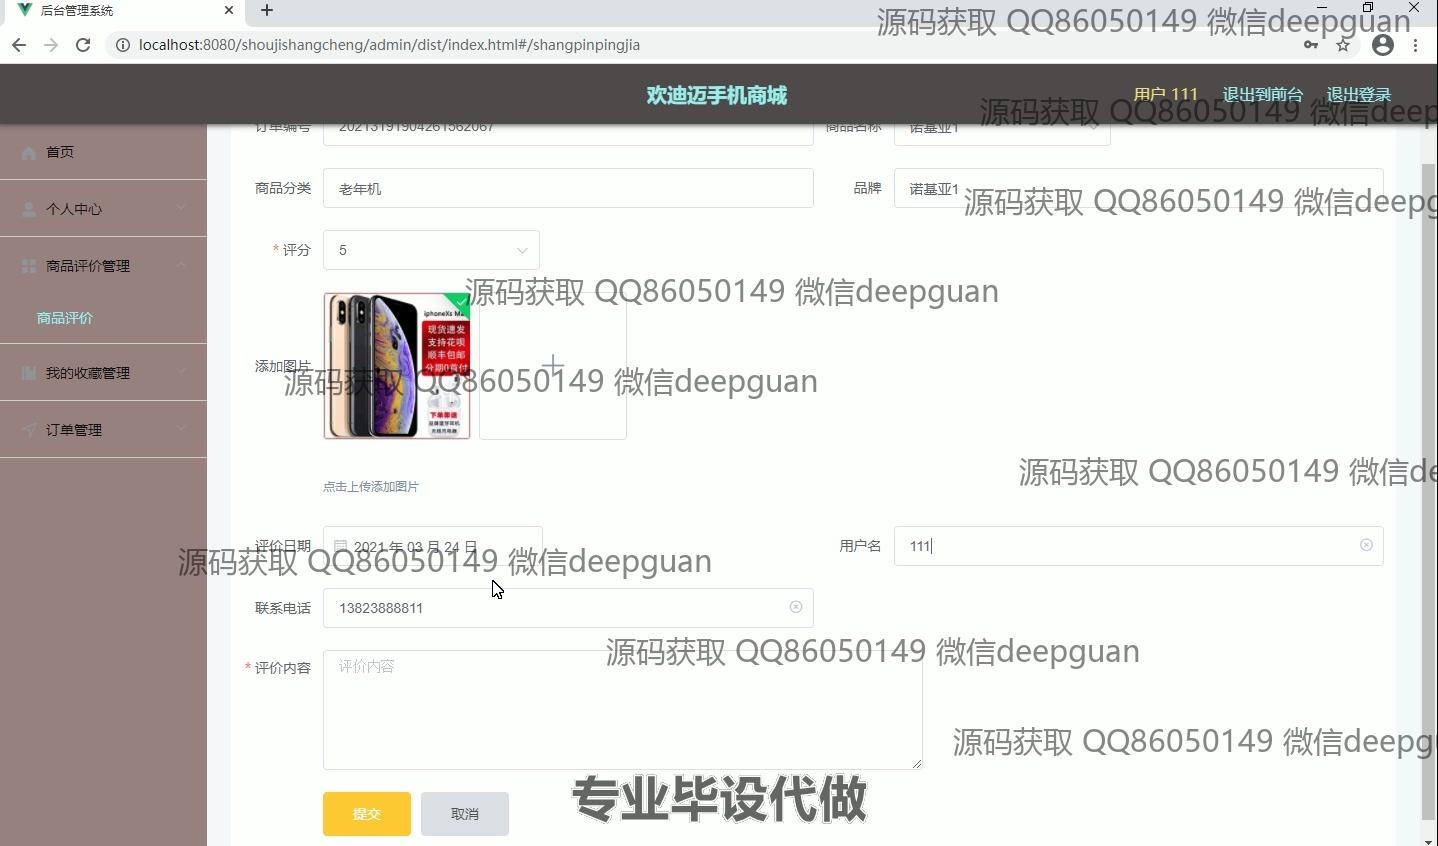 后台管理系统
localhost:8080/shoujishangcheng/admin/dist/index.html#/shangpinpingjia
源码获取 QQ86050149 微信deepguan
欢迪迈手机商城
用户 111
退出到前台
退出登录
源码获取 QQ86050149 微信deep
订单编号
20213191904261562067
商品名称
诺基亚1
首页
商品分类
老年机
品牌
诺基亚1
源码获取 QQ86050149 微信deepg
个人中心
* 评分
5
商品评价管理
源码获取 QQ86050149 微信deepguan
商品评价
iphoneXs Ma
现货速发
支持花呗
顺丰包邮
分期0首付
下单即送
添加图片
我的收藏管理
源码获取 QQ86050149 微信deepguan
订单管理
源码获取 QQ86050149 微信de
点击上传添加图片
评价日期
2021 年 03 月 24 日
用户名
111
源码获取 QQ86050149 微信deepguan
联系电话
13823888811
源码获取 QQ86050149 微信deepguan
* 评价内容
评价内容
源码获取 QQ86050149 微信deepgu
专业毕设代做
提交
取消